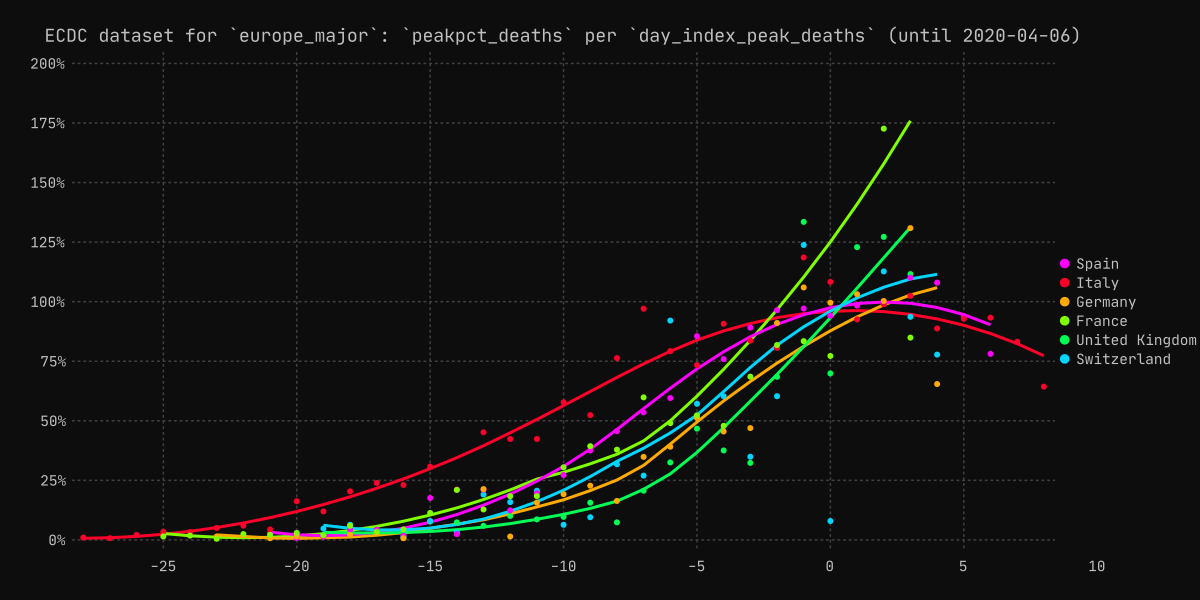 ECDC dataset for `europe_major`: `peakpct_deaths` per `day_index_peak_deaths` (until 2020-04-06)
200%
175%
150%
125%
100%
75%
50%
25%
0%
-25 -20 -15 -10 -5 0 5 10
Spain
Italy
Germany
France
United Kingdom
Switzerland